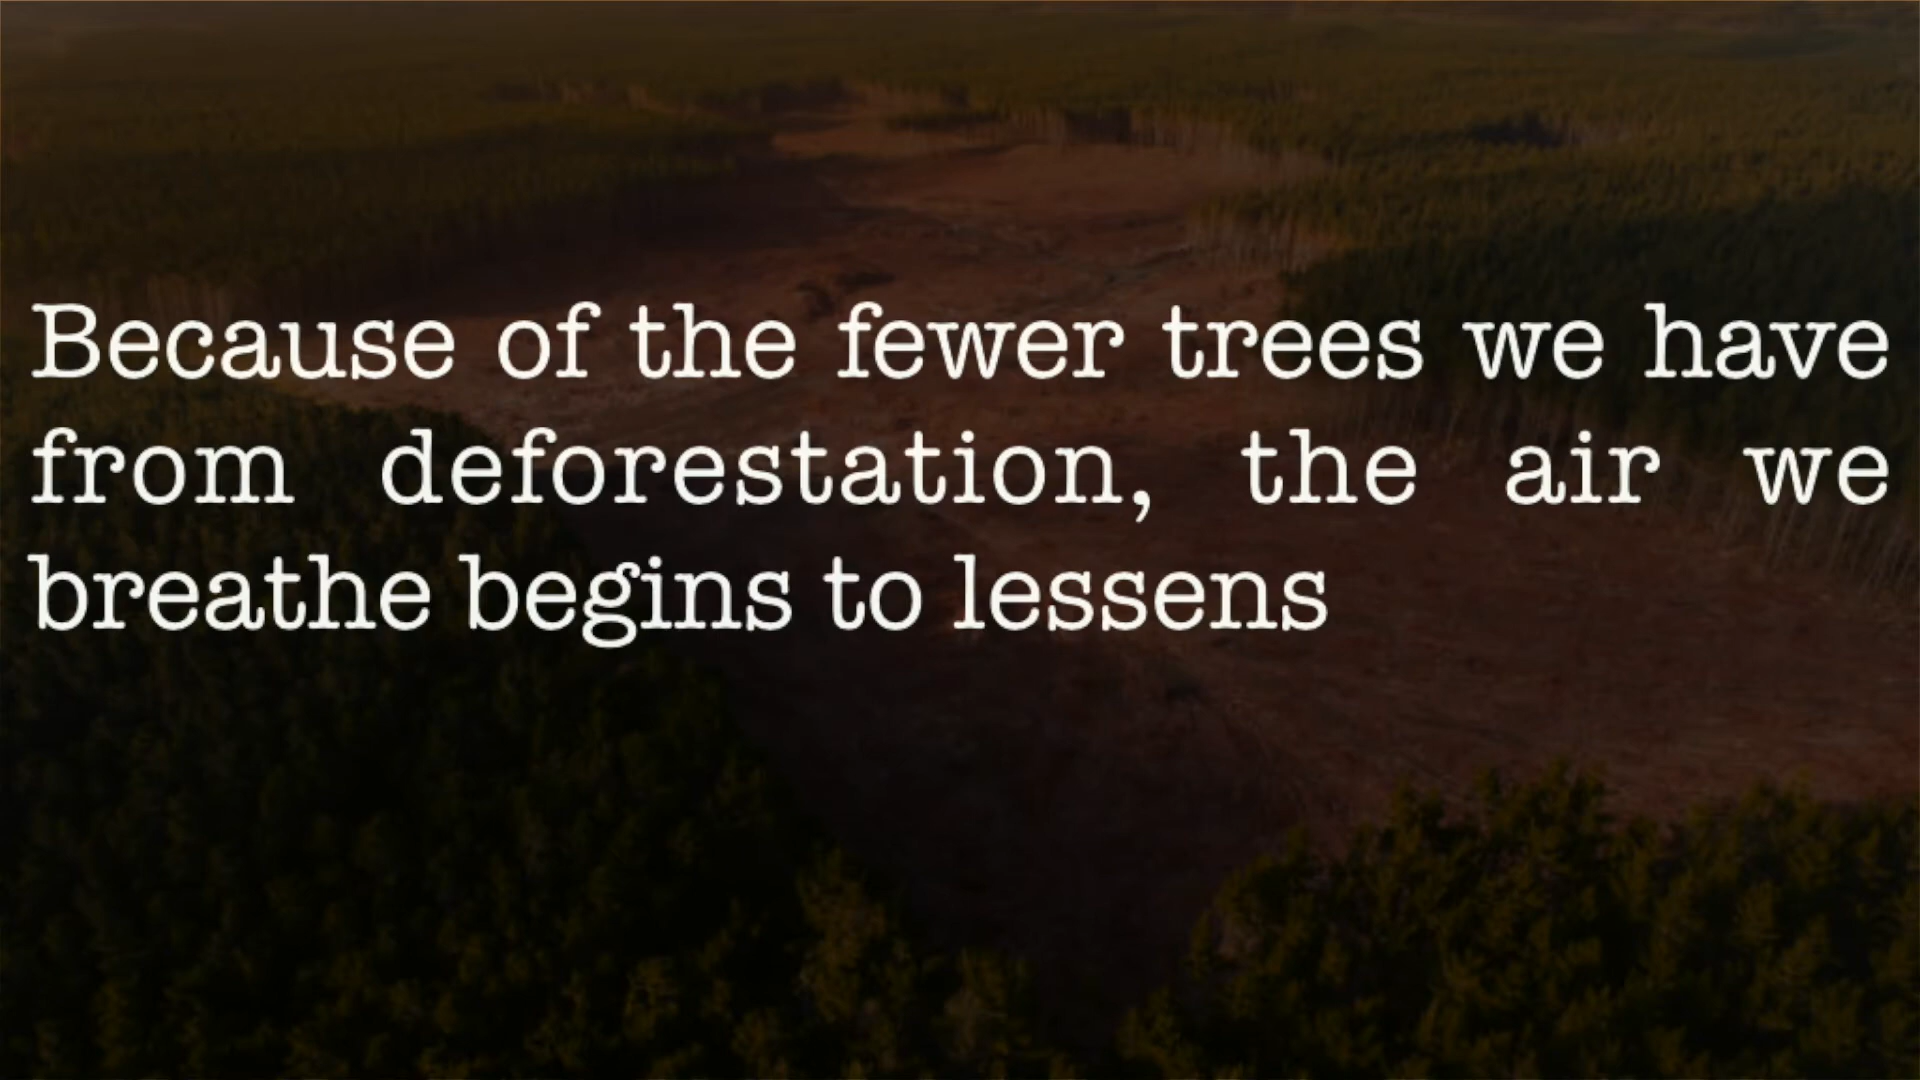 Because of the fewer trees we have
from deforestation, the air we
breathe begins to lessens